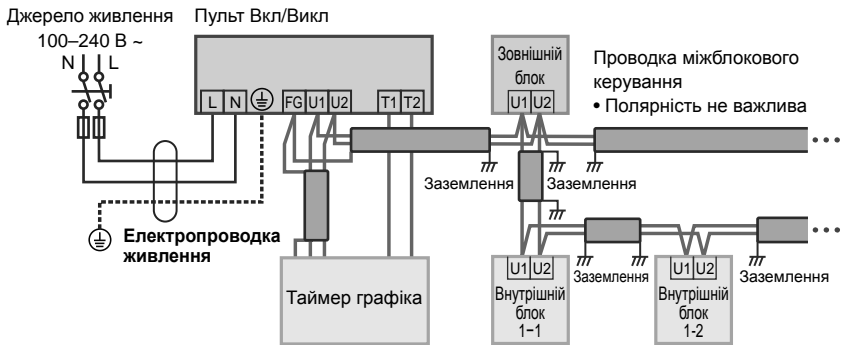 Джерело живлення
100–240 В ~
N L
Пульт Вкл/Викл
L N FG U1 U2 T1 T2
Зовнішній
блок
U1 U2
Проводка міжблокового
керування
• Полярність не важлива
Заземлення
Заземлення
Електропроводка
живлення
Таймер графіка
U1 U2
Внутрішній
блок
1−1
Заземлення
U1 U2
Внутрішній
блок
1-2
Заземлення